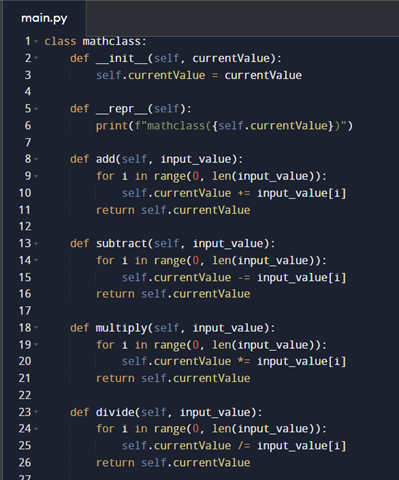 main.py
1 class mathclass:
2     def __init__(self, currentValue):
3         self.currentValue = currentValue
4
5     def __repr__(self):
6         print(f"mathclass({self.currentValue})")
7
8     def add(self, input_value):
9         for i in range(0, len(input_value)):
10             self.currentValue += input_value[i]
11         return self.currentValue
12
13     def subtract(self, input_value):
14         for i in range(0, len(input_value)):
15             self.currentValue -= input_value[i]
16         return self.currentValue
17
18     def multiply(self, input_value):
19         for i in range(0, len(input_value)):
20             self.currentValue *= input_value[i]
21         return self.currentValue
22
23     def divide(self, input_value):
24         for i in range(0, len(input_value)):
25             self.currentValue /= input_value[i]
26         return self.currentValue
27